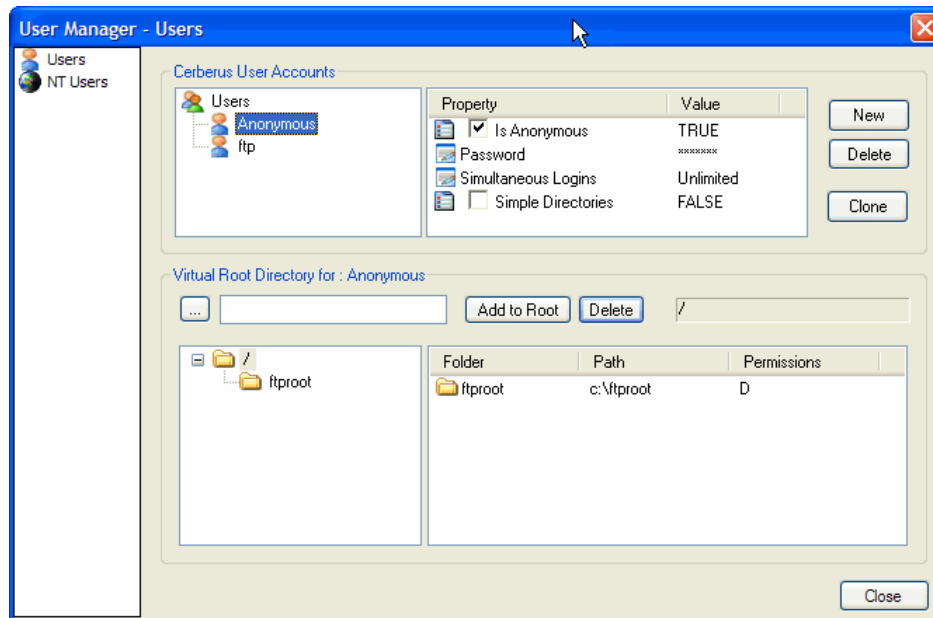 User Manager - Users
Users
NT Users
Cerberus User Accounts
Users
Anonymous
ftp
Property Value
Is Anonymous TRUE
Password *******
Simultaneous Logins Unlimited
Simple Directories FALSE
New
Delete
Clone
Virtual Root Directory for : Anonymous
... Add to Root Delete /
/
ftproot
Folder Path Permissions
ftproot c:\ftproot D
Close